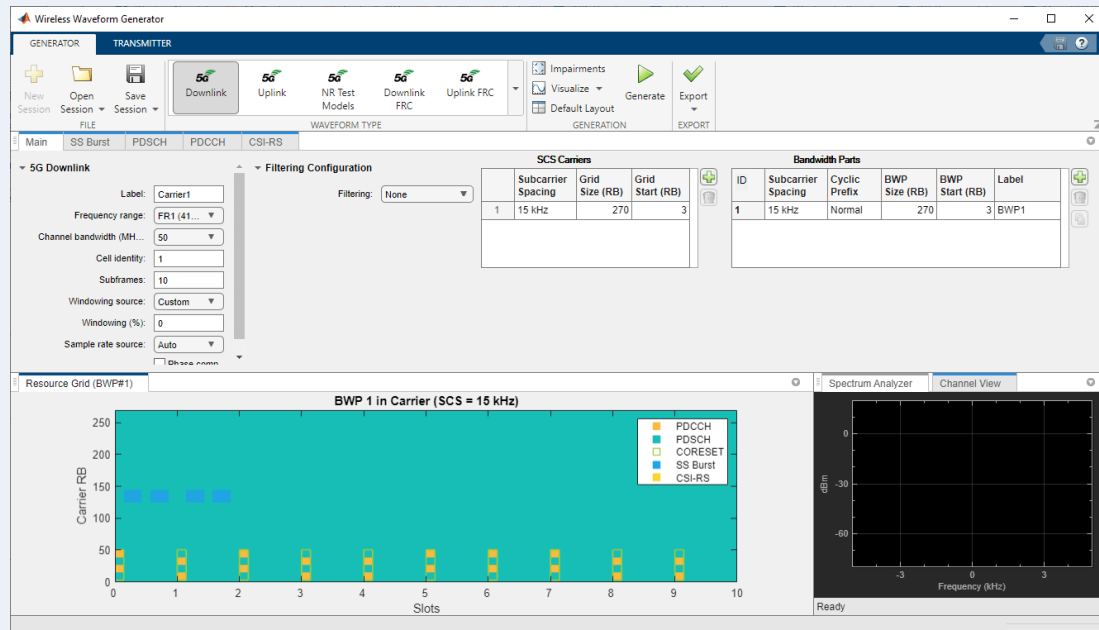 Wireless Waveform Generator
GENERATOR TRANSMITTER
New Session
Open Session
Save Session
FILE
5G Downlink
5G Uplink
5G NR Test Models
5G Downlink FRC
5G Uplink FRC
WAVEFORM TYPE
Impairments
Visualize
Default Layout
Generate
GENERATION
Export
EXPORT
Main SS Burst PDSCH PDCCH CSI-RS
5G Downlink
Label: Carrier1
Frequency range: FR1 (41...
Channel bandwidth (MH... 50
Cell identity: 1
Subframes: 10
Windowing source: Custom
Windowing (%): 0
Sample rate source: Auto
Phase comp
Filtering Configuration
Filtering: None
SCS Carriers
Subcarrier Spacing Grid Size (RB) Grid Start (RB)
1 15 kHz 270 3
Bandwidth Parts
ID Subcarrier Spacing Cyclic Prefix BWP Size (RB) BWP Start (RB) Label
1 15 kHz Normal 270 3 BWP1
Resource Grid (BWP#1)
BWP 1 in Carrier (SCS = 15 kHz)
Carrier RB
250
200
150
100
50
0
PDCCH
PDSCH
CORESET
SS Burst
CSI-RS
0 1 2 3 4 5 6 7 8 9 10
Slots
Spectrum Analyzer Channel View
dBm
0
-30
-60
-3 0 3
Frequency (kHz)
Ready